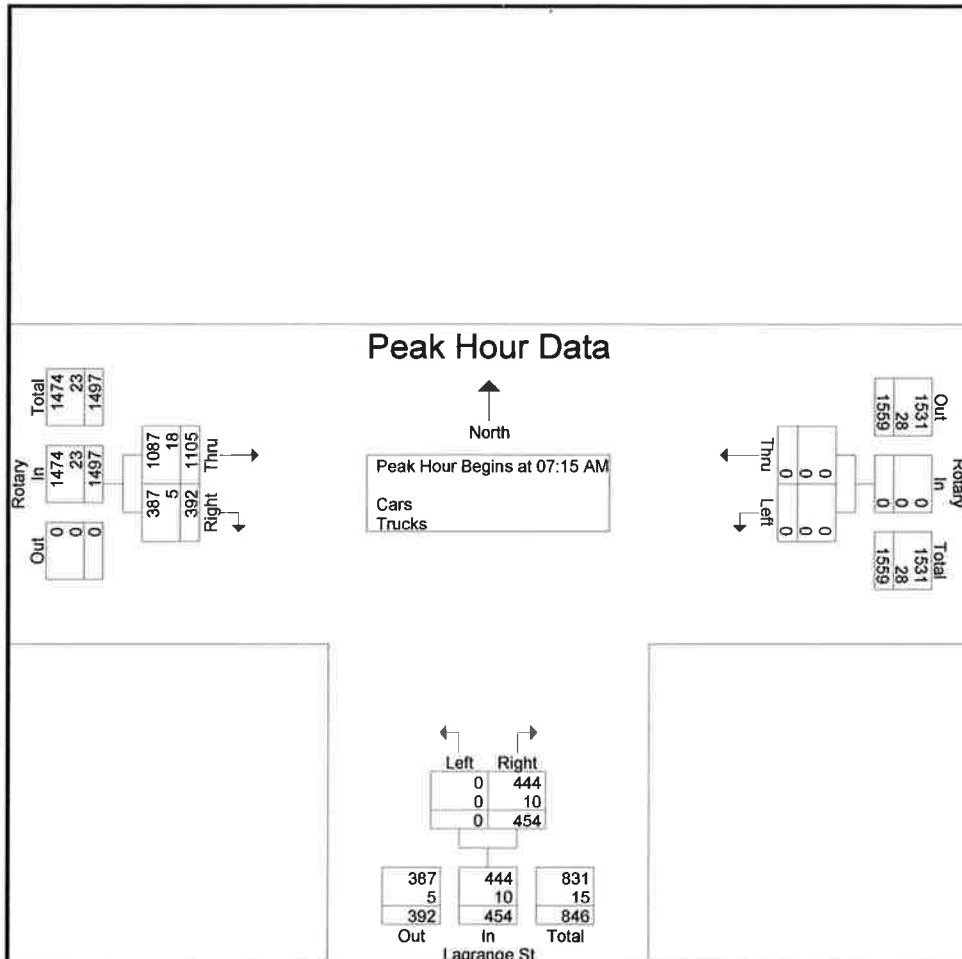 Peak Hour Data
North
Peak Hour Begins at 07:15 AM
Cars
Trucks
Rotary
Total
1474
23
1497
In
1474
23
1497
Out
0
0
0
1087
18
1105
Thru
387
5
392
Right
Rotary
Out
1531
28
1559
In
0
0
0
Total
1531
28
1559
Thru
0
0
0
Left
0
0
0
Left Right
0 444
0 10
0 454
387 444 831
5 10 15
392 454 846
Out In Total
Lagrange St